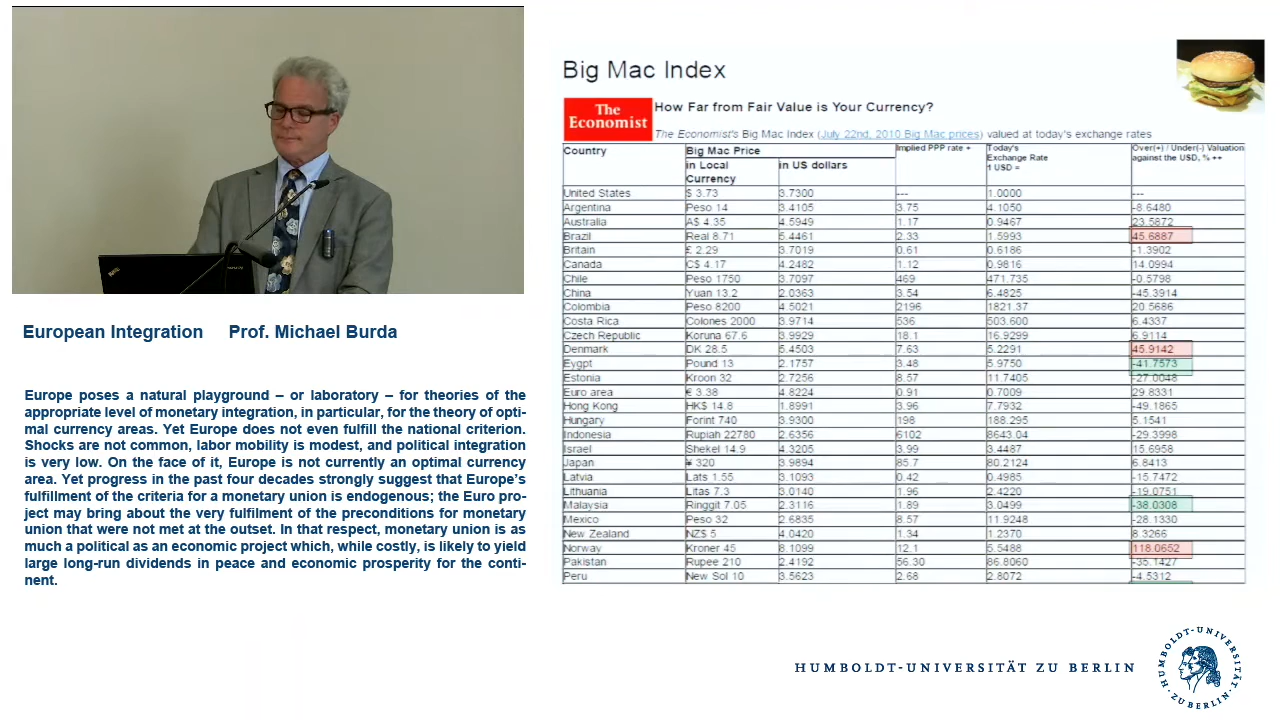 Big Mac Index
The Economist
How Far from Fair Value is Your Currency?
The Economist's Big Mac Index (July 22nd, 2010 Big Mac prices) valued at today's exchange rates
Country Big Mac Price in Local Currency in US dollars Implied PPP rate + Today's Exchange Rate 1 USD = Over(+) / Under(-) Valuation against the USD, % ++
United States $ 3.73 3.7300 --- 1.0000 ---
Argentina Peso 14 3.4105 3.75 4.1050 -8.6480
Australia A$ 4.35 4.5949 1.17 0.9467 23.5872
Brazil Real 8.71 5.4461 2.33 1.5993 45.6887
Britain £ 2.29 3.7019 0.61 0.6186 -1.3902
Canada C$ 4.17 4.2482 1.12 0.9816 14.0994
Chile Peso 1750 3.7097 469 471.735 -0.5798
China Yuan 13.2 2.0363 3.54 6.4825 -45.3914
Colombia Peso 8200 4.5021 2196 1821.37 20.5686
Costa Rica Colones 2000 3.9714 536 503.600 6.4337
Czech Republic Koruna 67.6 3.9929 18.1 16.9299 6.9114
Denmark DK 28.5 5.4503 7.63 5.2291 45.9142
Eygpt Pound 13 2.1757 3.48 5.9750 -41.7573
Estonia Kroon 32 2.7256 8.57 11.7405 -27.0048
Euro area € 3.38 4.8224 0.91 0.7009 29.8331
Hong Kong HK$ 14.8 1.8991 3.96 7.7932 -49.1865
Hungary Forint 740 3.9300 198 188.295 5.1541
Indonesia Rupiah 22780 2.6356 6102 8643.04 -29.3998
Israel Shekel 14.9 4.3205 3.99 3.4487 15.6958
Japan ¥ 320 3.9894 85.7 80.2124 6.8413
Latvia Lats 1.55 3.1093 0.42 0.4985 -15.7472
Lithuania Litas 7.3 3.0140 1.96 2.4220 -19.0751
Malaysia Ringgit 7.05 2.3116 1.89 3.0499 -38.0308
Mexico Peso 32 2.6835 8.57 11.9248 -28.1330
New Zealand NZ$ 5 4.0420 1.34 1.2370 8.3266
Norway Kroner 45 8.1099 12.1 5.5488 118.0652
Pakistan Rupee 210 2.4192 56.30 86.8060 -35.1427
Peru New Sol 10 3.5623 2.68 2.8072 -4.5312
European Integration Prof. Michael Burda
Europe poses a natural playground – or laboratory – for theories of the
appropriate level of monetary integration, in particular, for the theory of opti-
mal currency areas. Yet Europe does not even fulfill the national criterion.
Shocks are not common, labor mobility is modest, and political integration
is very low. On the face of it, Europe is not currently an optimal currency
area. Yet progress in the past four decades strongly suggest that Europe's
fulfillment of the criteria for a monetary union is endogenous; the Euro pro-
ject may bring about the very fulfilment of the preconditions for monetary
union that were not met at the outset. In that respect, monetary union is as
much a political as an economic project which, while costly, is likely to yield
large long-run dividends in peace and economic prosperity for the conti-
nent.
HUMBOLDT-UNIVERSITÄT ZU BERLIN
HUMBOLDT-UNIVERSITÄT ZU BERLIN